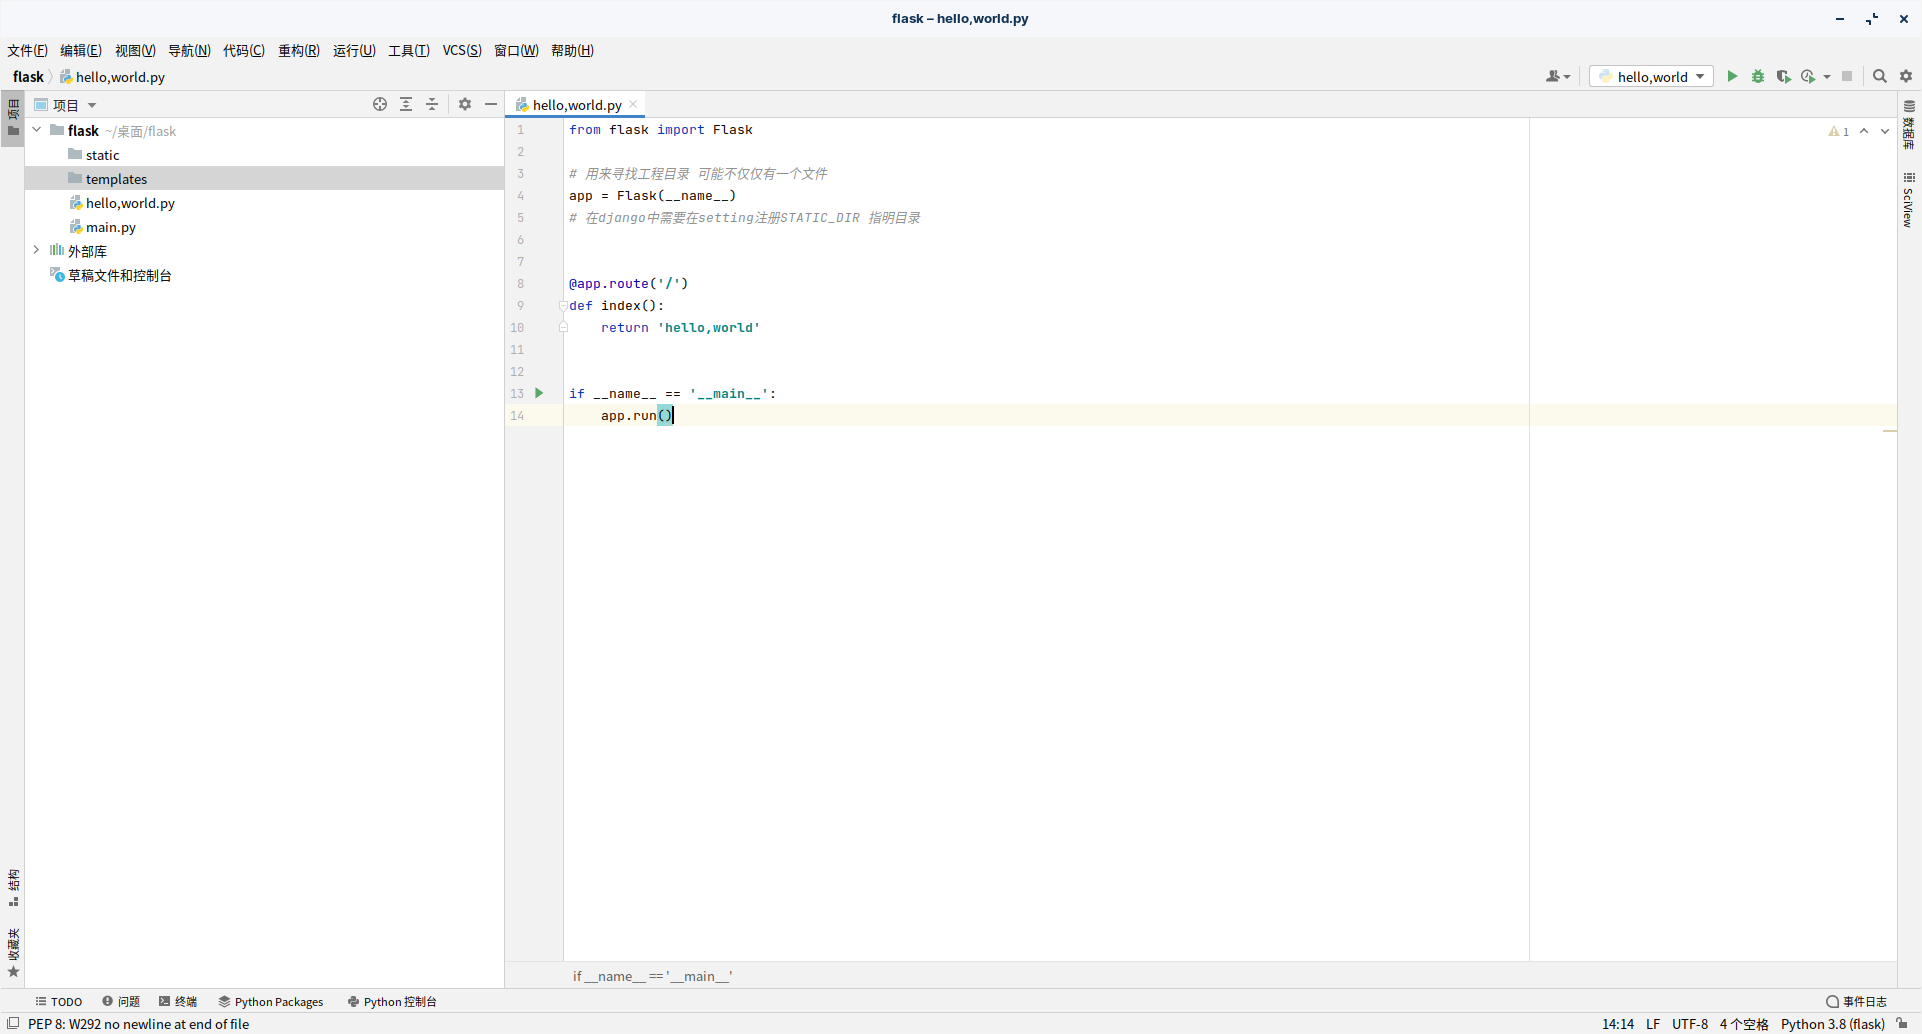 flask – hello,world.py
文件(F) 编辑(E) 视图(V) 导航(N) 代码(C) 重构(R) 运行(U) 工具(T) VCS(S) 窗口(W) 帮助(H)
flask hello,world.py hello,world
项目
项目
hello,world.py
flask ~/桌面/flask
static
templates
hello,world.py
main.py
外部库
草稿文件和控制台
1 from flask import Flask
2
3 # 用来寻找工程目录 可能不仅仅有一个文件
4 app = Flask(__name__)
5 # 在django中需要在setting注册STATIC_DIR 指明目录
6
7
8 @app.route('/')
9 def index():
10 return 'hello,world'
11
12
13 if __name__ == '__main__':
14 app.run()
1
数据库
SciView
结构
收藏夹
if __name__ == '__main__'
TODO 问题 终端 Python Packages Python 控制台 事件日志
PEP 8: W292 no newline at end of file 14:14 LF UTF-8 4 个空格 Python 3.8 (flask)